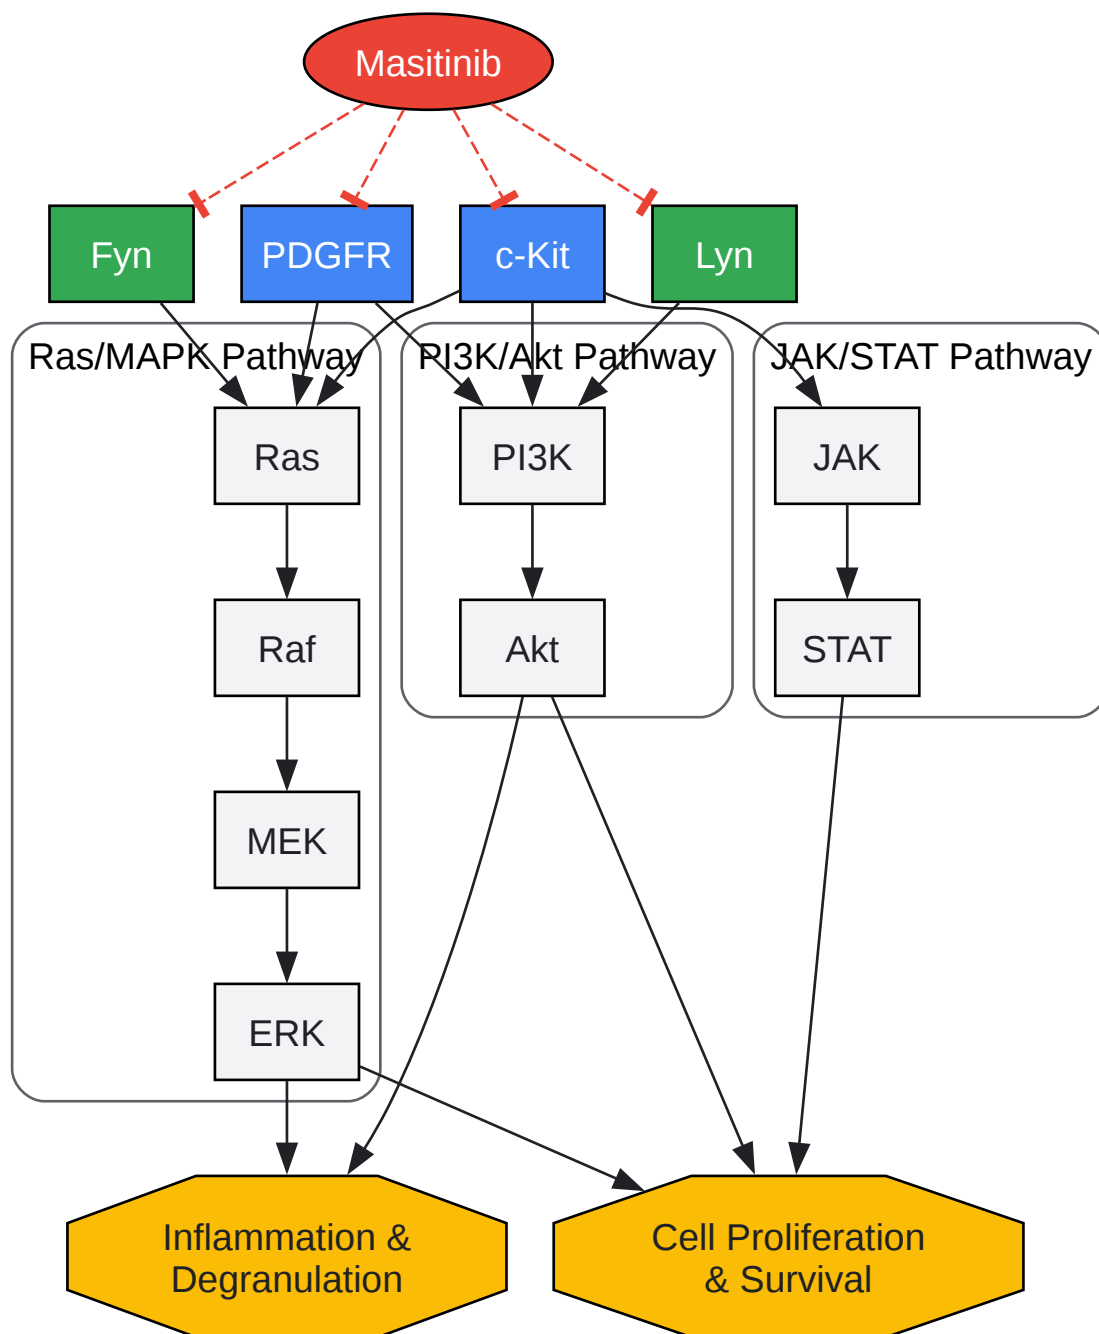 Masitinib
Fyn
PDGFR
c-Kit
Lyn
Ras/MAPK Pathway
PI3K/Akt Pathway
JAK/STAT Pathway
Ras
PI3K
JAK
Raf
Akt
STAT
MEK
ERK
Inflammation &
Degranulation
Cell Proliferation
& Survival